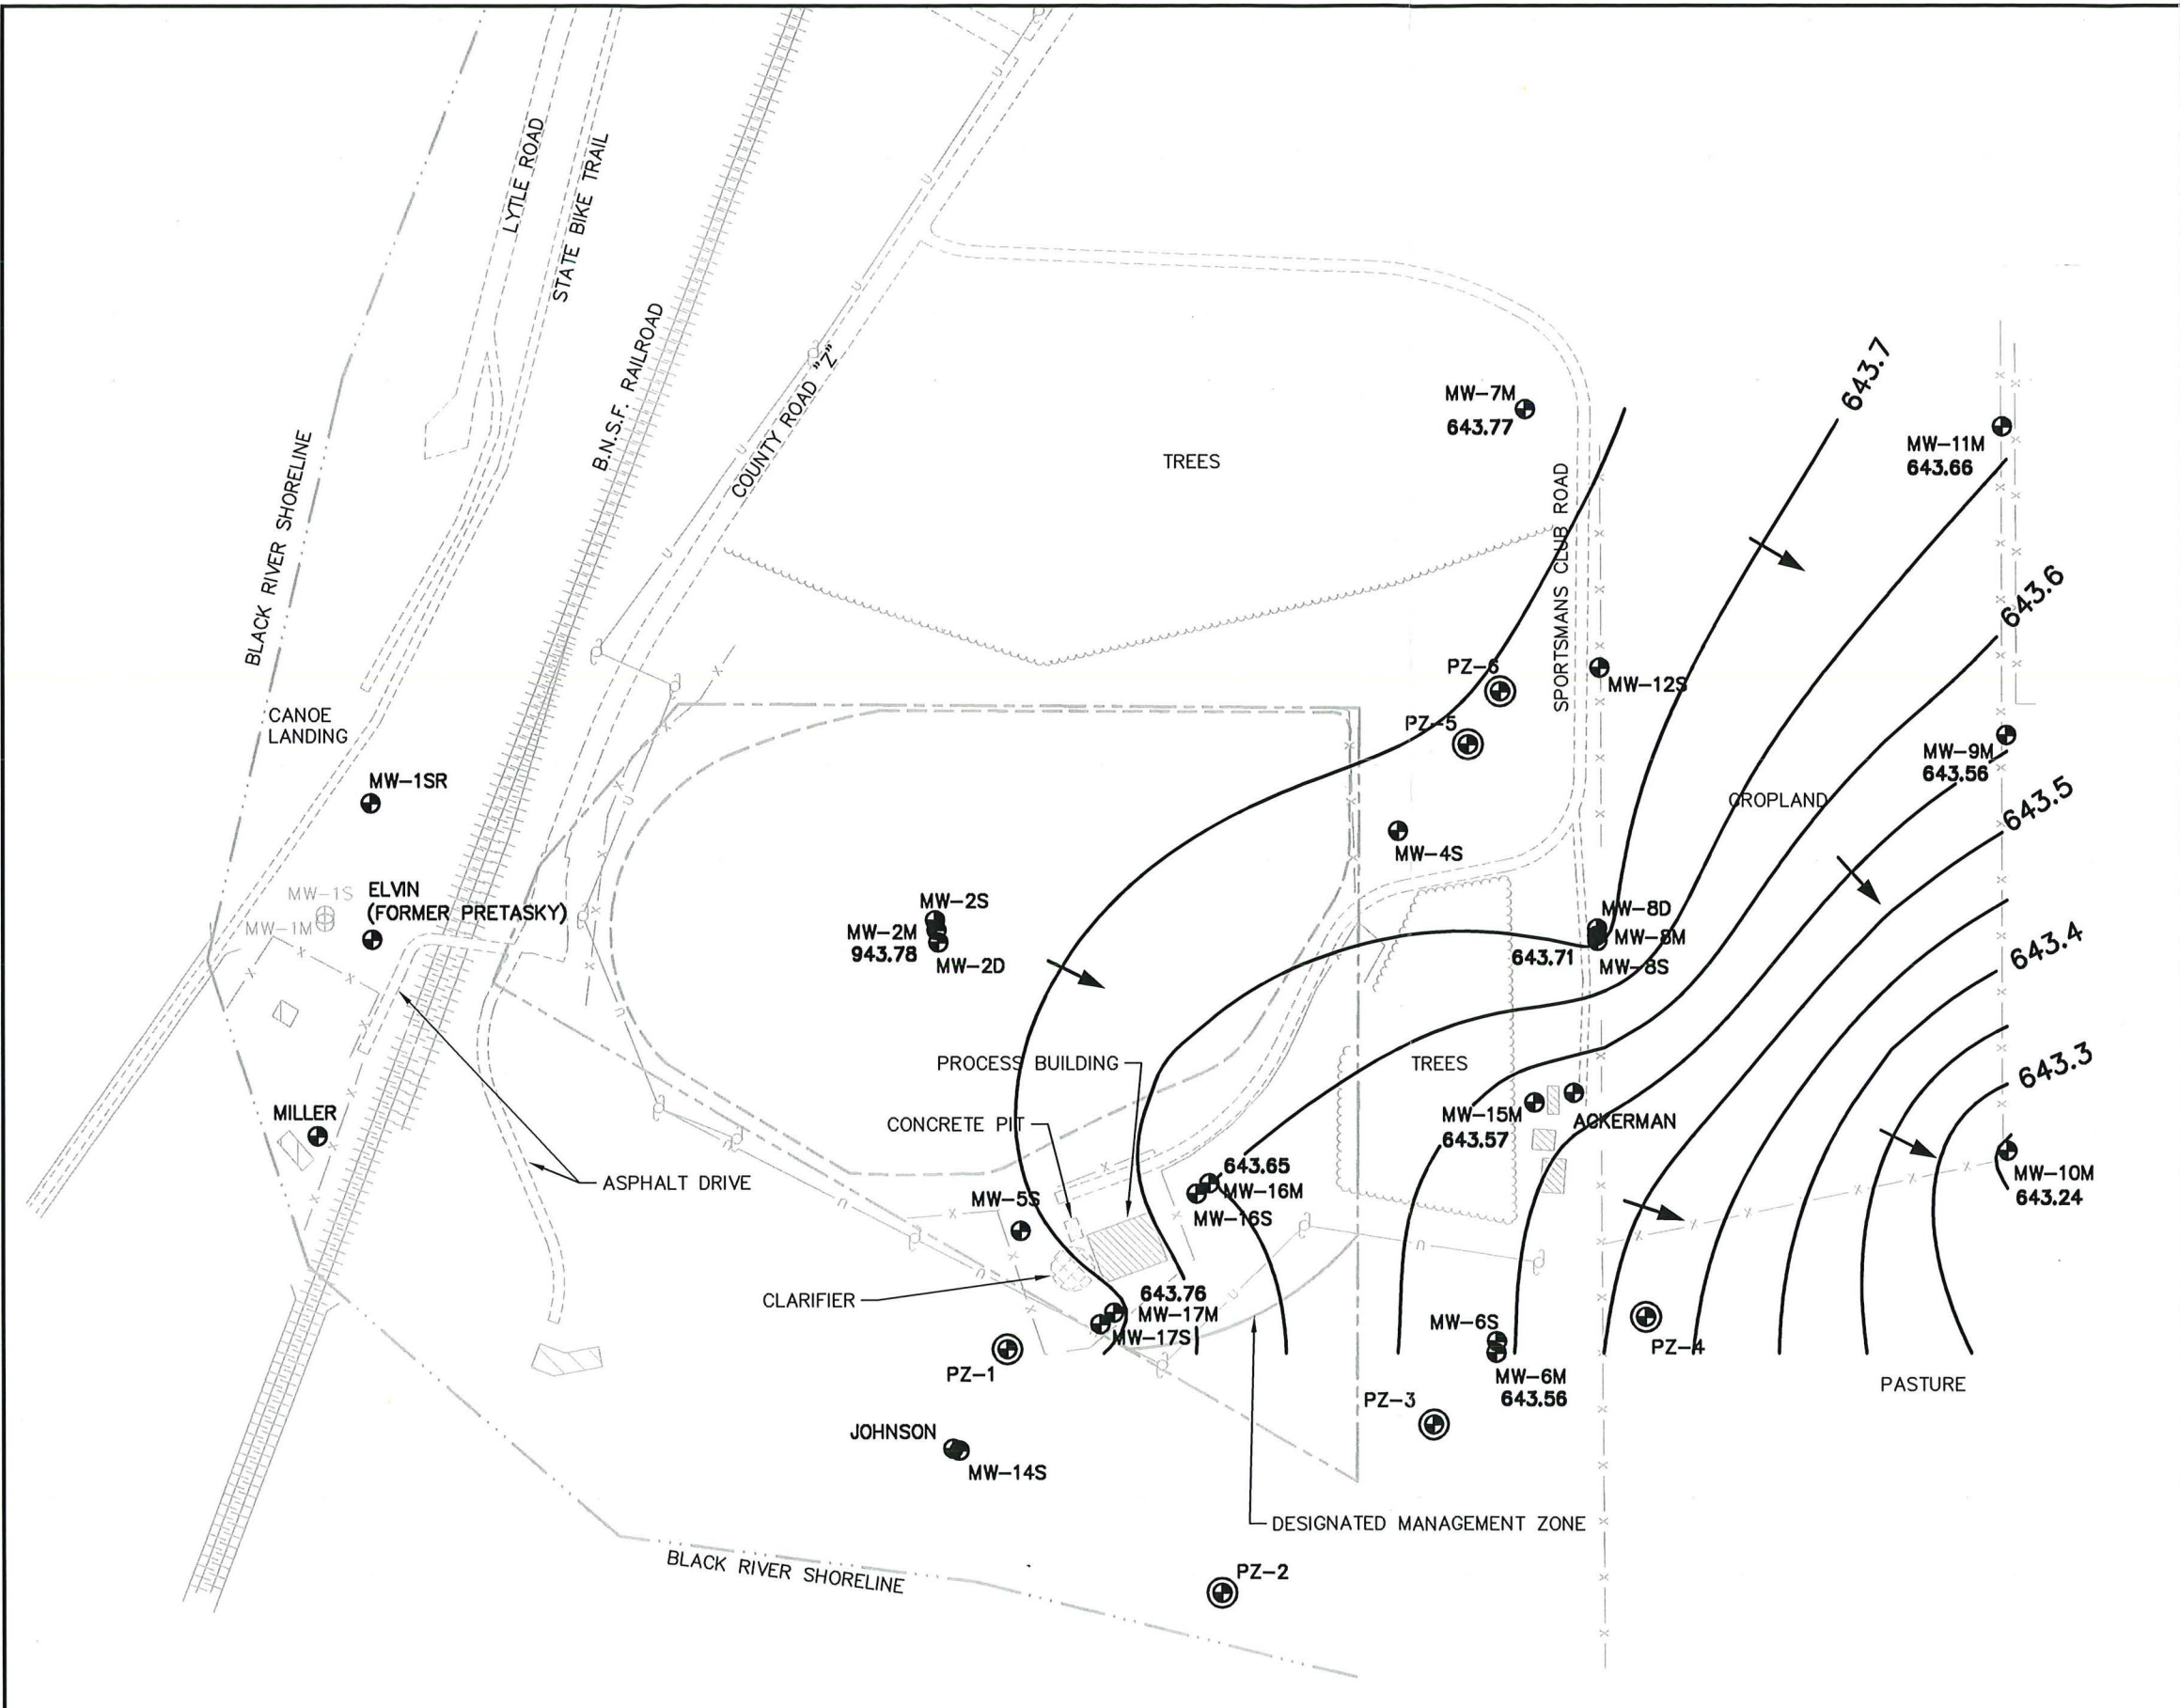 LYTLE ROAD
STATE BIKE TRAIL
B.N.S.F. RAILROAD
COUNTY ROAD "Z"
BLACK RIVER SHORELINE
TREES
MW-7M
643.77
643.7
MW-11M
643.66
SPORTSMANS CLUB ROAD
643.6
PZ-6
MW-12S
PZ-5
CANOE
LANDING
MW-9M
643.56
MW-1SR
CROPLAND
643.5
MW-4S
MW-1S
ELVIN
(FORMER PRETASKY)
MW-1M
MW-2S
MW-2M
943.78
MW-2D
MW-8D
MW-8M
643.71
MW-8S
643.4
PROCESS BUILDING
TREES
643.3
CONCRETE PIT
MILLER
MW-15M
643.57
ACKERMAN
ASPHALT DRIVE
643.65
MW-16M
MW-16S
MW-5S
MW-10M
643.24
CLARIFIER
643.76
MW-17M
MW-17S
MW-6S
PZ-4
PZ-1
MW-6M
643.56
PASTURE
PZ-3
JOHNSON
MW-14S
DESIGNATED MANAGEMENT ZONE
BLACK RIVER SHORELINE
PZ-2